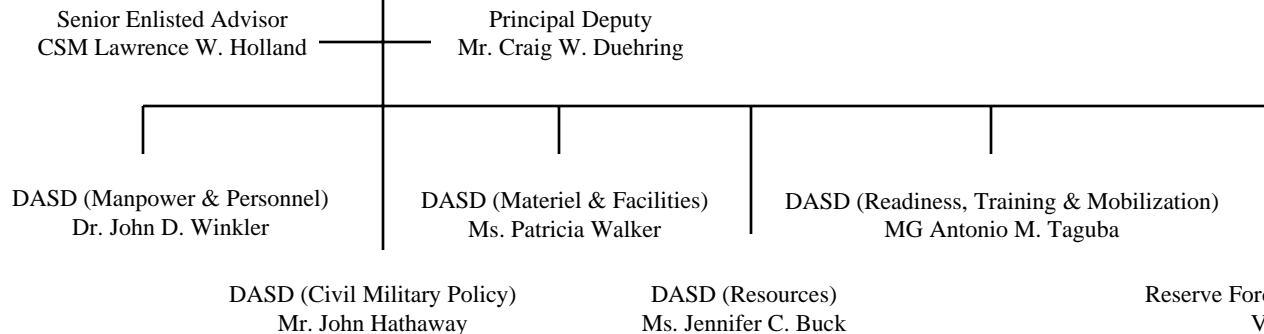 Senior Enlisted Advisor
CSM Lawrence W. Holland
Principal Deputy
Mr. Craig W. Duehring
DASD (Manpower & Personnel)
Dr. John D. Winkler
DASD (Materiel & Facilities)
Ms. Patricia Walker
DASD (Readiness, Training & Mobilization)
MG Antonio M. Taguba
DASD (Civil Military Policy)
Mr. John Hathaway
DASD (Resources)
Ms. Jennifer C. Buck
Reserve